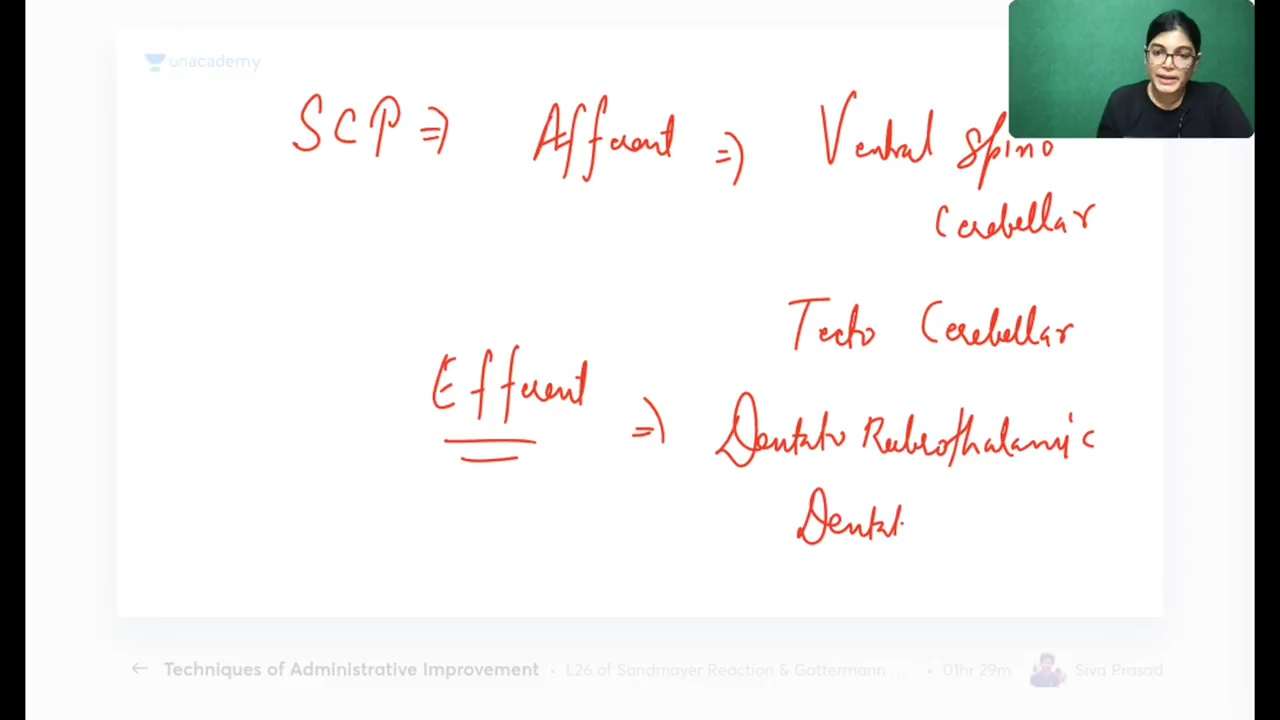 unacademy
SCP ⇒ Afferent ⇒ Ventral Spino
Cerebellar
Tecto Cerebellar
Efferent ⇒ Dentato Rubrothalamic
Dentat
← Techniques of Administrative Improvement • L26 of Sandmayer Reaction & Gattermann ... • 01hr 29m Siva Prasad